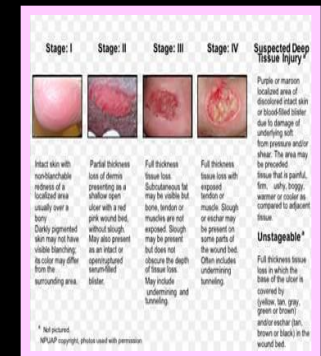 Stage: I
Stage: II
Stage: III
Stage: IV
Suspected Deep
Tissue Injury*
Intact skin with
non-blanchable
redness of a
localized area
usually over a
bony
Darkly pigmented
skin may not have
visible blanching;
its color may differ
from the
surrounding area.
Partial thickness
loss of dermis
presenting as a
shallow open
ulcer with a red
pink wound bed,
without slough.
May also present
as an intact or
open/ruptured
serum-filled
blister.
Full thickness
tissue loss.
Subcutaneous fat
may be visible but
bone, tendon or
muscles are not
exposed. Slough
may be present
but does not
obscure the depth
of tissue loss.
May include
undermining and
tunneling.
Full thickness
tissue loss with
exposed
tendon or
muscle. Slough
or eschar may be
present on
some parts of
the wound bed.
Often includes
undermining
tunneling.
Purple or maroon
localized area of
discolored intact skin
or blood-filled blister
due to damage of
underlying soft
from pressure and/or
shear. The area may
be preceded.
tissue that is painful,
firm, ushy, boggy,
warmer or cooler as
compared to adjacent
tissue.
Unstageable*
Full thickness tissue
loss in which the
base of the ulcer is
covered by
(yellow, tan, gray,
green or brown)
and/or eschar (tan,
brown or black) in the
wound bed.
* Not pictured.
NPUAP copyright, photos used with permission